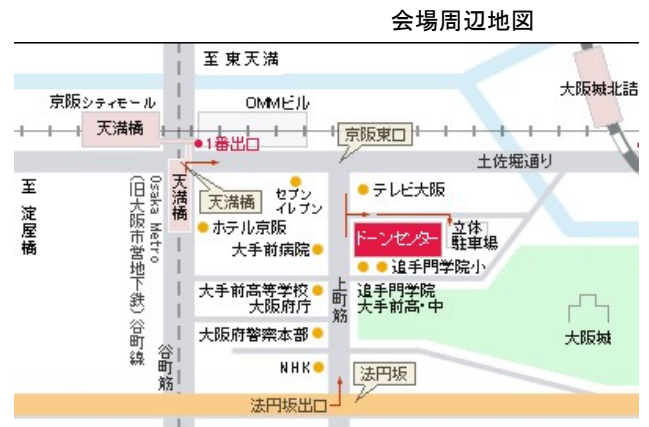 会場周辺地図
至 東天満
大阪城北詰
京阪シティモール
OMMビル
天満橋
1番出口
京阪東口
土佐堀通り
至 淀屋橋
Osaka Metro
(旧大阪市営地下鉄)谷町線
天満橋
天満橋
セブン
イレブン
テレビ大阪
ホテル京阪
ドーンセンター
立体
駐車場
大手前病院
追手門学院小
大手前高等学校
大阪府庁
上町筋
追手門学院
大手前高・中
大阪府警察本部
大阪城
谷町筋
NHK
法円坂
法円坂出口